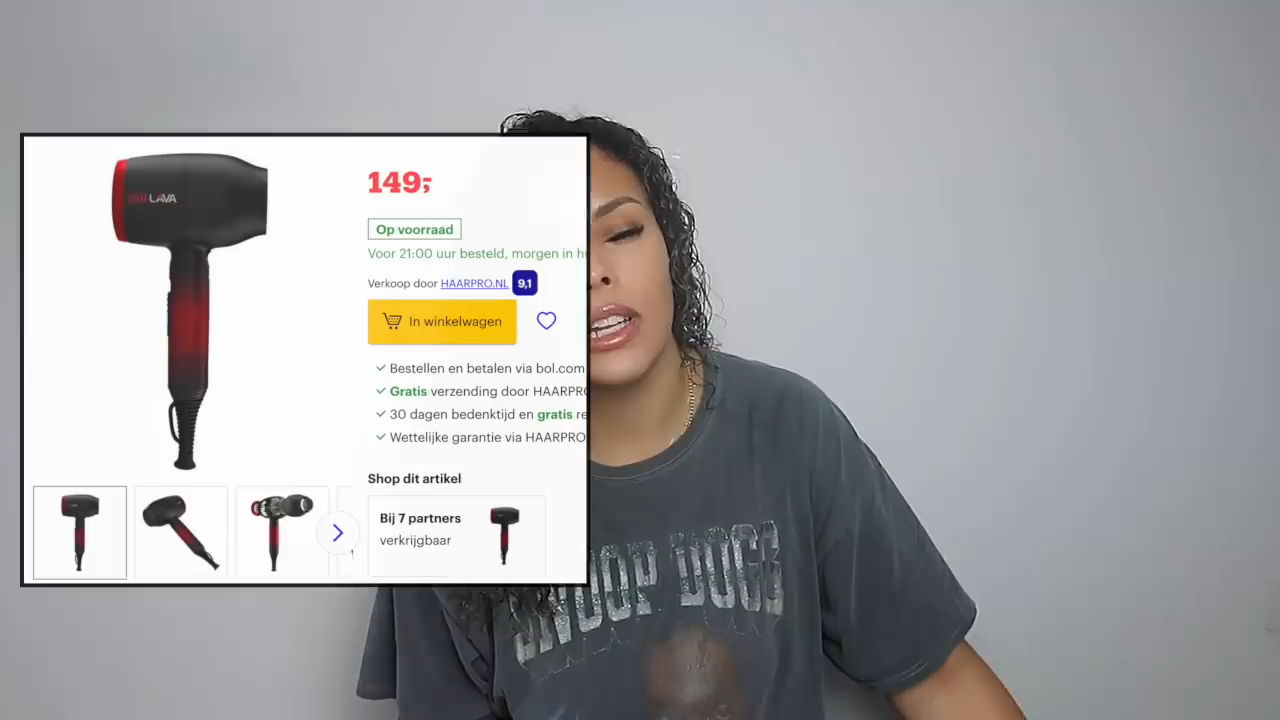 LAVA
149,-
Op voorraad
Voor 21:00 uur besteld, morgen in
Verkoop door HAARPRO.NL 9,1
In winkelwagen
Bestellen en betalen via bol.com
Gratis verzending door HAARPRO
30 dagen bedenktijd en gratis re
Wettelijke garantie via HAARPRO
Shop dit artikel
Bij 7 partners
verkrijgbaar
SNOOP DOGG